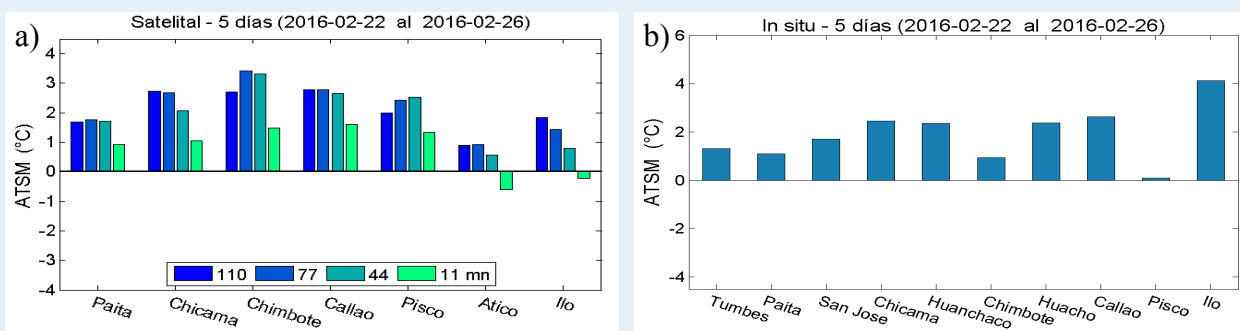 a)
Satelital - 5 días (2016-02-22 al 2016-02-26)
ATSM (°C)
4
3
2
1
0
-1
-2
-3
-4
110 77 44 11 mn
Paita Chicama Chimbote Callao Pisco Atico Ilo
b)
In situ - 5 días (2016-02-22 al 2016-02-26)
ATSM (°C)
6
4
2
0
-2
-4
Tumbes Paita San Jose Chicama Huanchaco Chimbote Huacho Callao Pisco Ilo